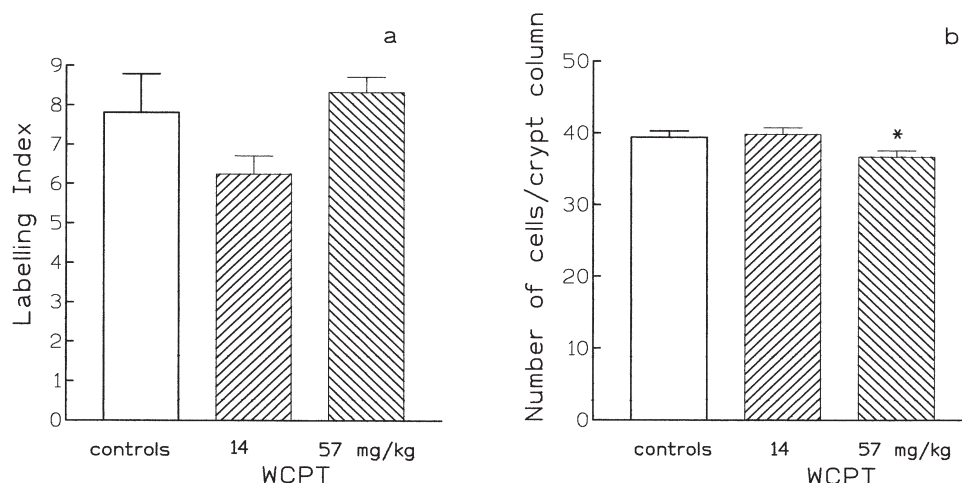 a
Labelling Index
9
8
7
6
5
4
3
2
1
0
controls 14 57 mg/kg
WCPT
b
Number of cells/crypt column
50
40
30
20
10
0
*
controls 14 57 mg/kg
WCPT